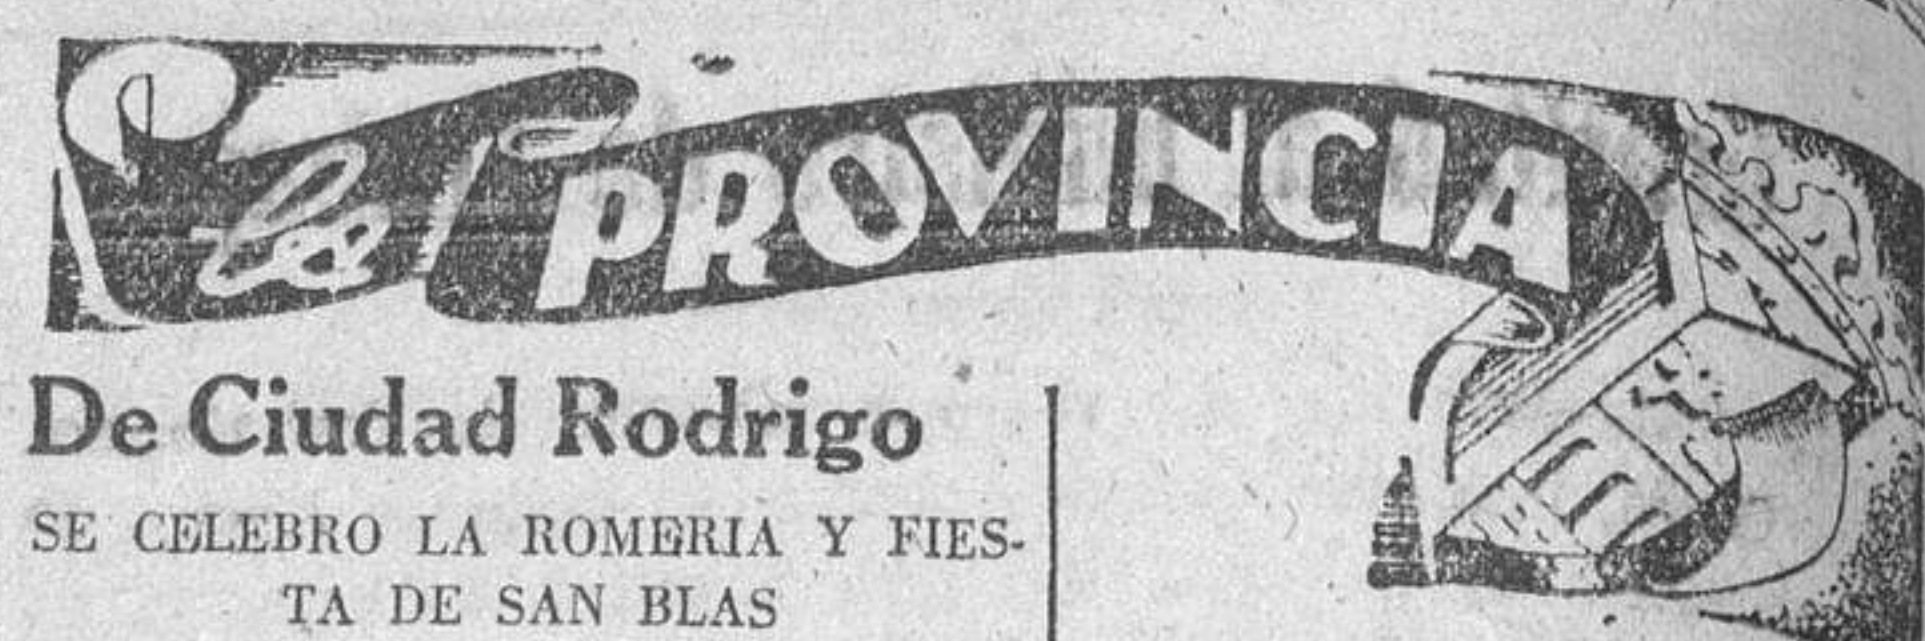 La PROVINCIA
De Ciudad Rodrigo
SE CELEBRO LA ROMERIA Y FIES-
TA DE SAN BLAS